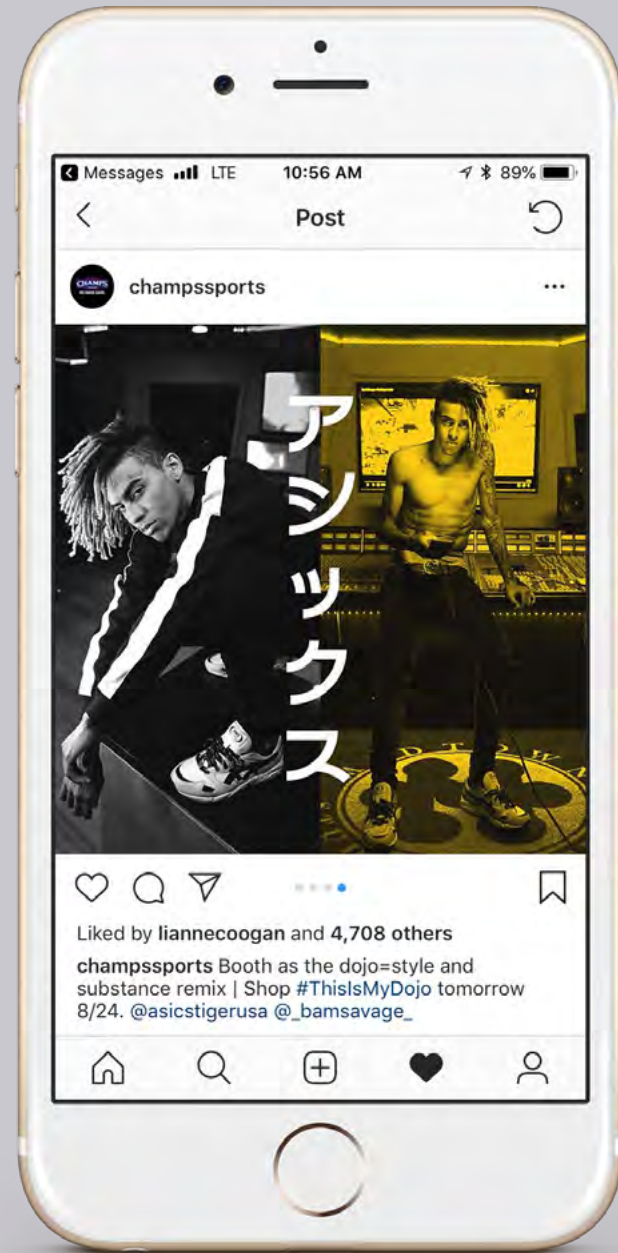 Messages LTE 10:56 AM 89%
Post
CHAMPS
champssports
アシックス
Liked by liannecoogan and 4,708 others
champssports Booth as the dojo=style and
substance remix | Shop #ThisIsMyDojo tomorrow
8/24. @asicstigerusa @_bamsavage_